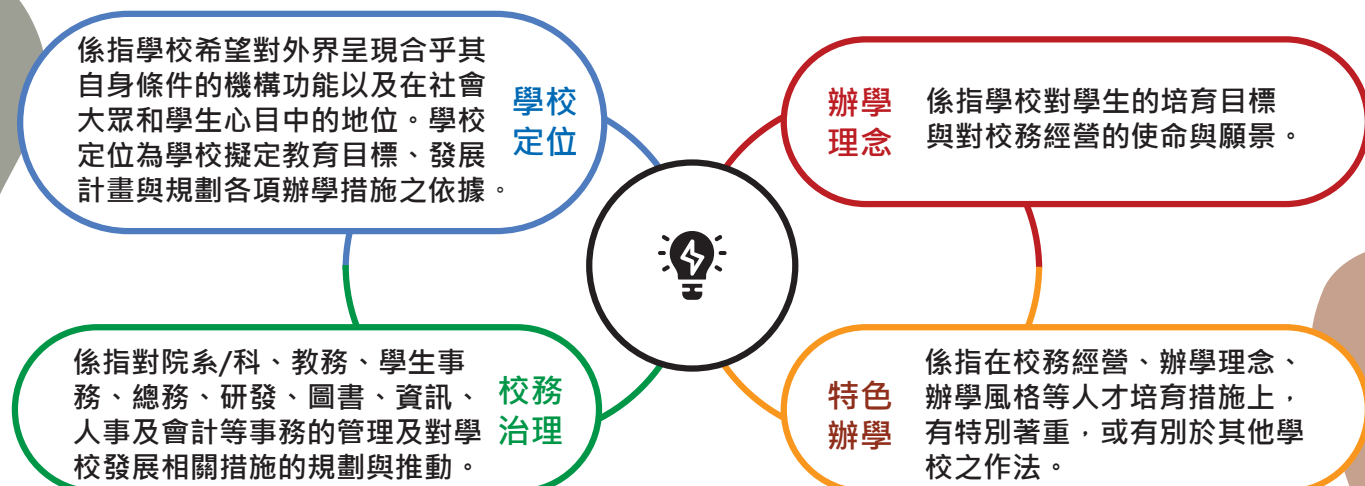 係指學校希望對外界呈現合乎其
自身條件的機構功能以及在社會
大眾和學生心目中的地位。學校
定位為學校擬定教育目標、發展
計畫與規劃各項辦學措施之依據。
學校
定位
辦學
理念
係指學校對學生的培育目標
與對校務經營的使命與願景。
係指對院系/科、教務、學生事
務、總務、研發、圖書、資訊、
人事及會計等事務的管理及對學
校發展相關措施的規劃與推動。
校務
治理
特色
辦學
係指在校務經營、辦學理念、
辦學風格等人才培育措施上，
有特別著重，或有別於其他學
校之作法。